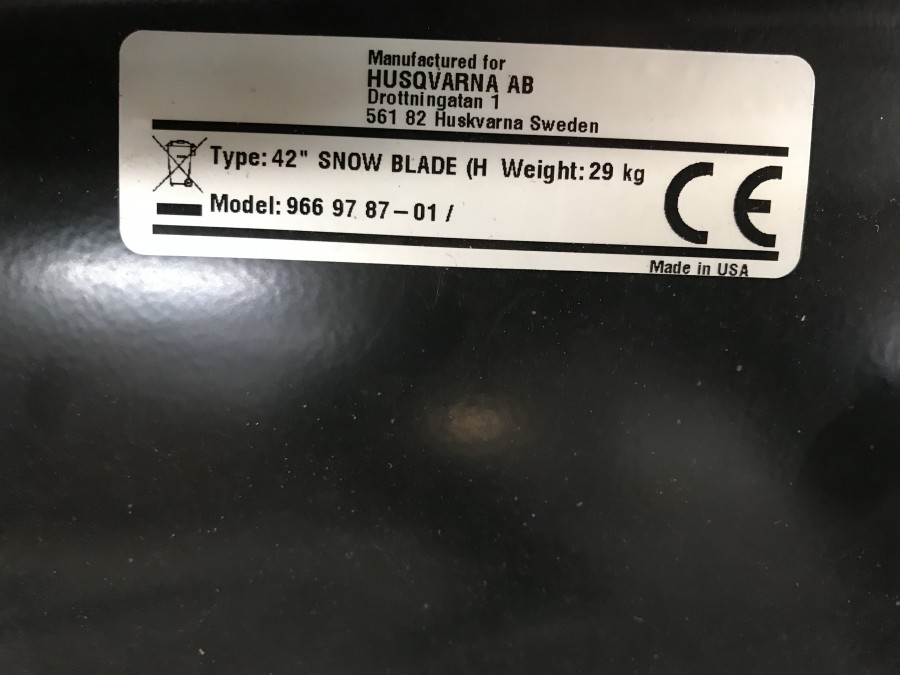 Manufactured for
HUSQVARNA AB
Drottningatan 1
561 82 Huskvarna Sweden
Type: 42" SNOW BLADE (H Weight: 29 kg
Model: 966 97 87-01 /
CE
Made in USA